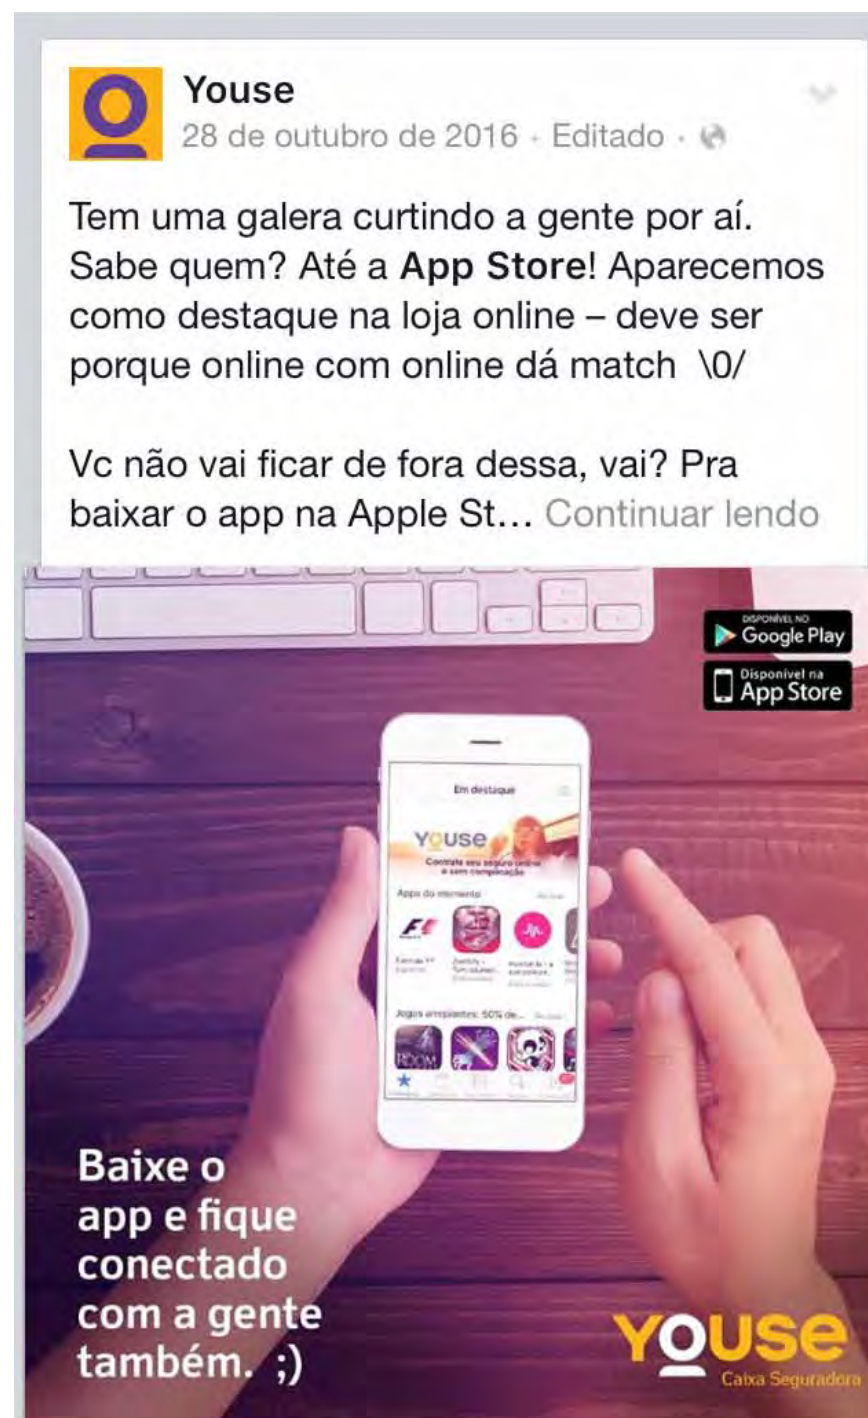 Youse
28 de outubro de 2016 · Editado ·
Tem uma galera curtindo a gente por aí.
Sabe quem? Até a App Store! Aparecemos
como destaque na loja online – deve ser
porque online com online dá match \0/
Vc não vai ficar de fora dessa, vai? Pra
baixar o app na Apple St... Continuar lendo
DISPONÍVEL NO
Google Play
Disponível na
App Store
Em destaque
YOUSE
Contrate seu seguro online
e sem complicação
Apps do momento
F1
Jogos arrepiantes: 50% de...
ROOM
Baixe o
app e fique
conectado
com a gente
também. ;)
YOUSE
Caixa Seguradora